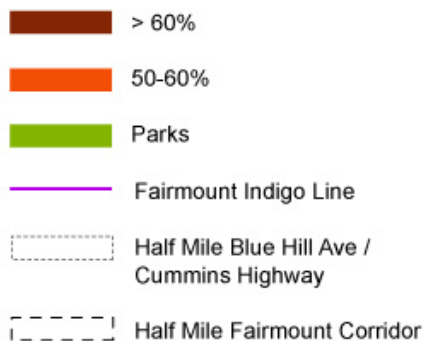 > 60%
50-60%
Parks
Fairmount Indigo Line
Half Mile Blue Hill Ave /
Cummins Highway
Half Mile Fairmount Corridor